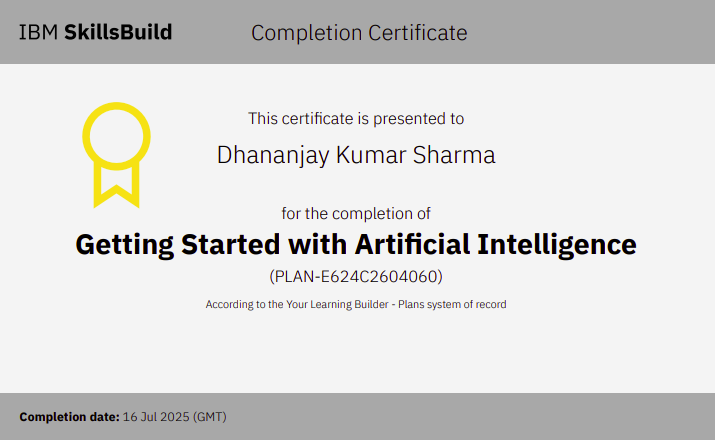 IBM SkillsBuild
Completion Certificate
This certificate is presented to
Dhananjay Kumar Sharma
for the completion of
Getting Started with Artificial Intelligence
(PLAN-E624C2604060)
According to the Your Learning Builder - Plans system of record
Completion date: 16 Jul 2025 (GMT)